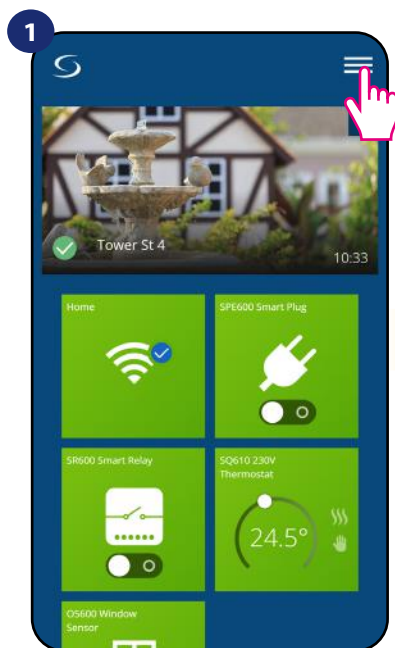 1
Tower St 4
10:33
Home
SPE600 Smart Plug
SR600 Smart Relay
SQ610 230V
Thermostat
24.5°
OS600 Window
Sensor